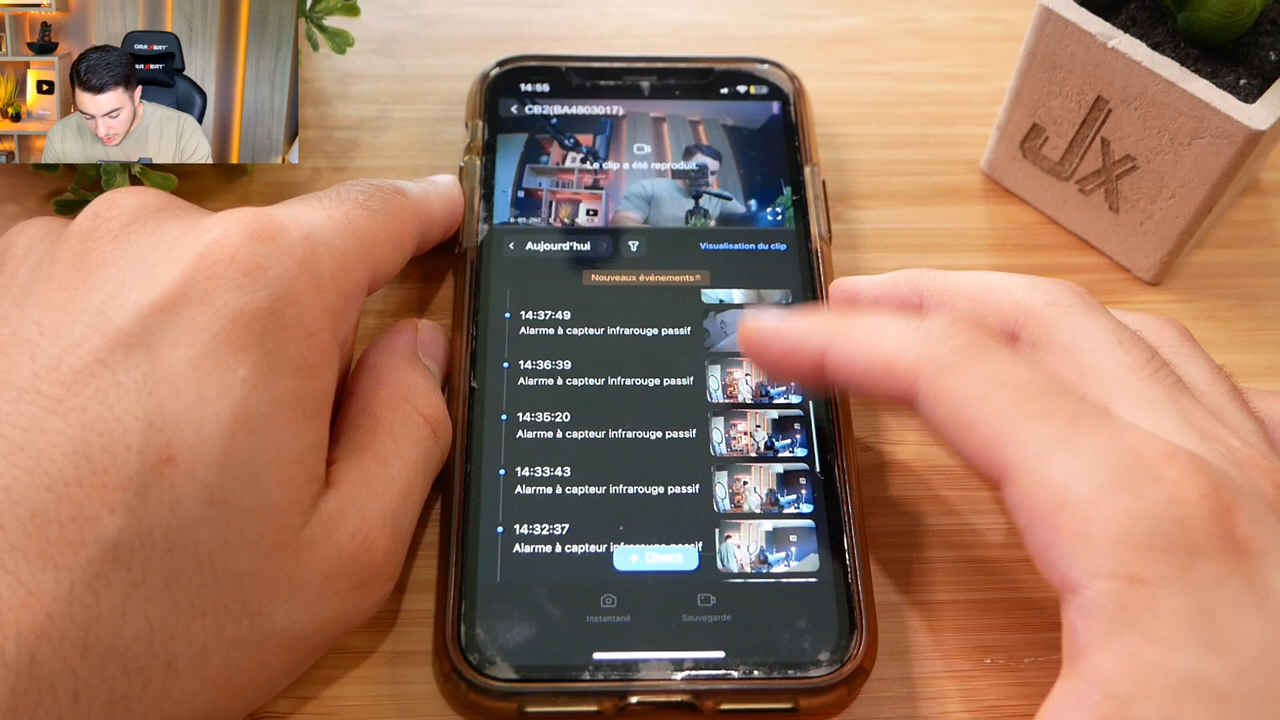 14:55
CB2(BA4803017)
Le clip a été reproduit.
Aujourd'hui
Visualisation du clip
Nouveaux événements
14:37:49
Alarme à capteur infrarouge passif
14:36:39
Alarme à capteur infrarouge passif
14:35:20
Alarme à capteur infrarouge passif
14:33:43
Alarme à capteur infrarouge passif
14:32:37
Alarme à capteur infrarouge passif
Direct
Instantané
Sauvegarde
Jx